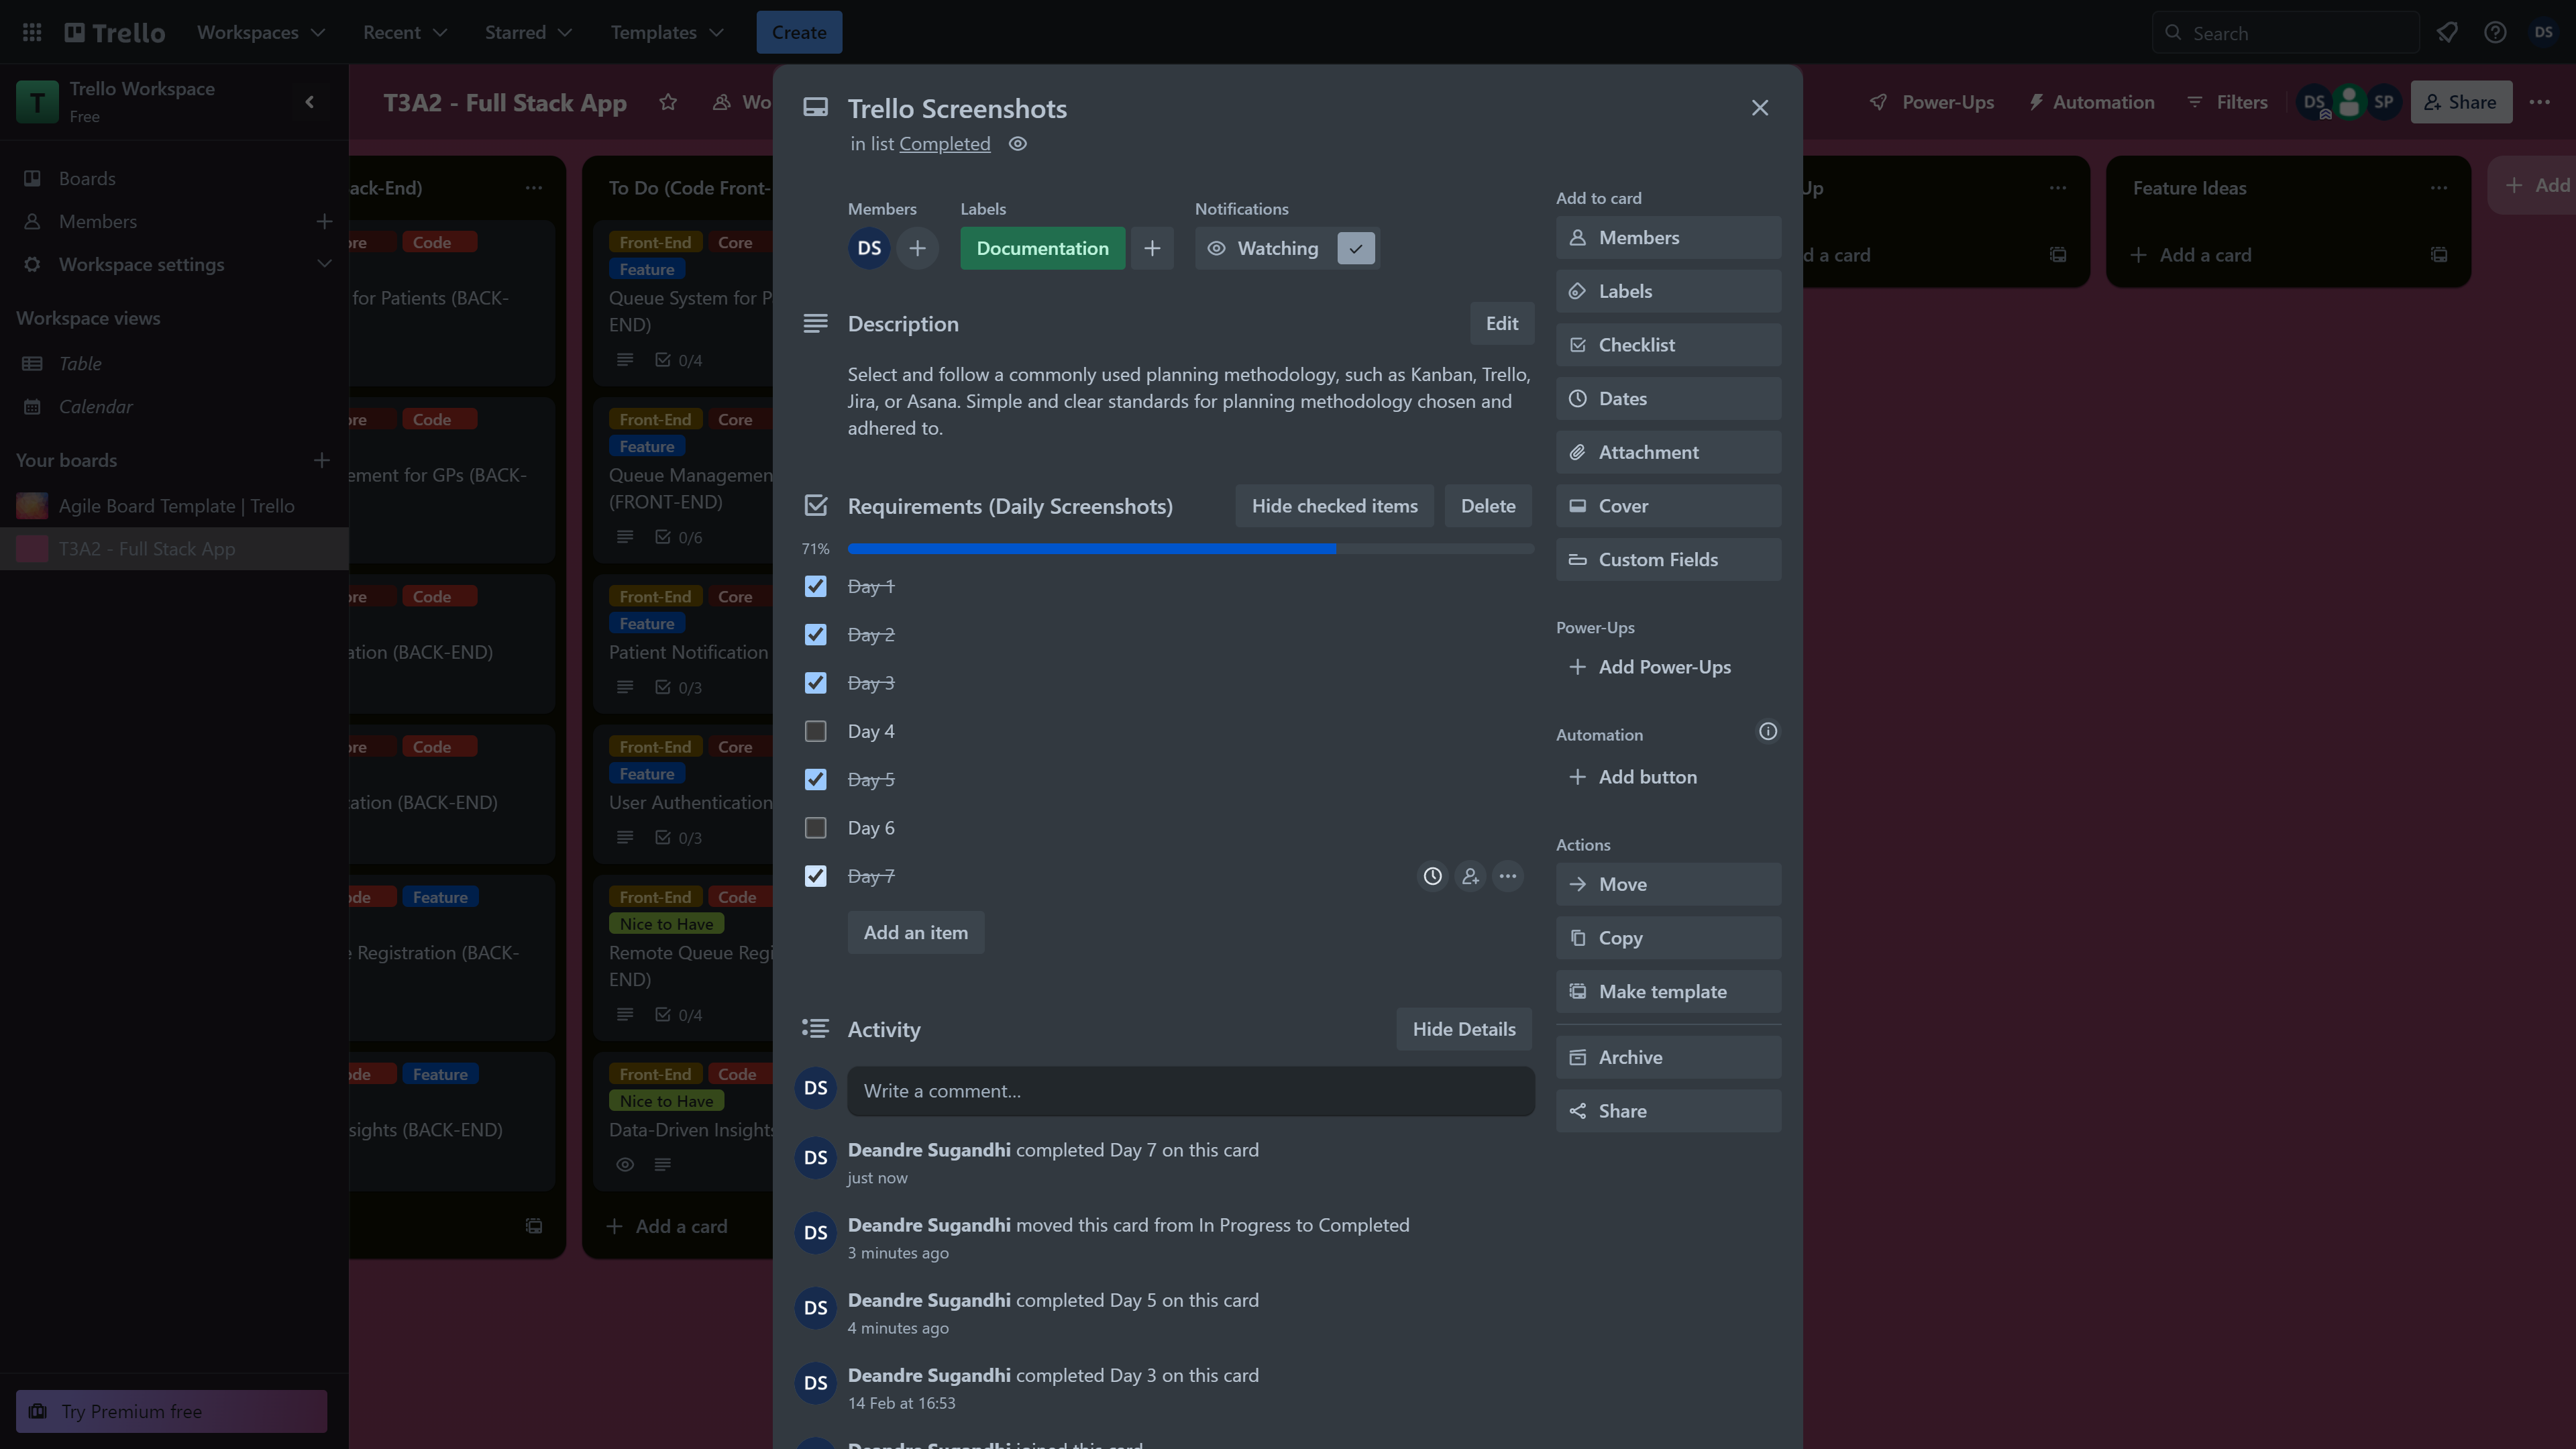 Trello
Workspaces
Recent
Starred
Templates
Create
Search
DS
T
Trello Workspace
Free
T3A2 - Full Stack App
Wo
Power-Ups
Automation
Filters
DS
SP
Share
Boards
Members
Workspace settings
Workspace views
Table
Calendar
Your boards
Agile Board Template | Trello
T3A2 - Full Stack App
Try Premium free
ack-End)
ore
Code
for Patients (BACK-
ore
Code
ement for GPs (BACK-
ore
Code
ation (BACK-END)
ore
Code
ation (BACK-END)
ode
Feature
e Registration (BACK-
ode
Feature
sights (BACK-END)
To Do (Code Front-
Front-End
Core
Feature
Queue System for P
END)
0/4
Front-End
Core
Feature
Queue Managemen
(FRONT-END)
0/6
Front-End
Core
Feature
Patient Notification
0/3
Front-End
Core
Feature
User Authentication
0/3
Front-End
Code
Nice to Have
Remote Queue Regi
END)
0/4
Front-End
Code
Nice to Have
Data-Driven Insights
Add a card
Trello Screenshots
in list Completed
Members
DS
Labels
Documentation
Notifications
Watching
Description
Edit
Select and follow a commonly used planning methodology, such as Kanban, Trello,
Jira, or Asana. Simple and clear standards for planning methodology chosen and
adhered to.
Requirements (Daily Screenshots)
Hide checked items
Delete
71%
Day 1
Day 2
Day 3
Day 4
Day 5
Day 6
Day 7
Add an item
Activity
Hide Details
DS
Write a comment…
DS
Deandre Sugandhi completed Day 7 on this card
just now
DS
Deandre Sugandhi moved this card from In Progress to Completed
3 minutes ago
DS
Deandre Sugandhi completed Day 5 on this card
4 minutes ago
DS
Deandre Sugandhi completed Day 3 on this card
14 Feb at 16:53
Deandre Sugandhi joined this card
Add to card
Members
Labels
Checklist
Dates
Attachment
Cover
Custom Fields
Power-Ups
Add Power-Ups
Automation
Add button
Actions
Move
Copy
Make template
Archive
Share
Up
d a card
Feature Ideas
Add a card
Add